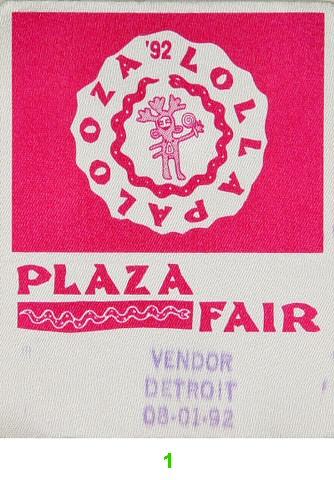 '92 LOLLAPALOOZA
PLAZA
FAIR
VENDOR
DETROIT
08-01-92
1